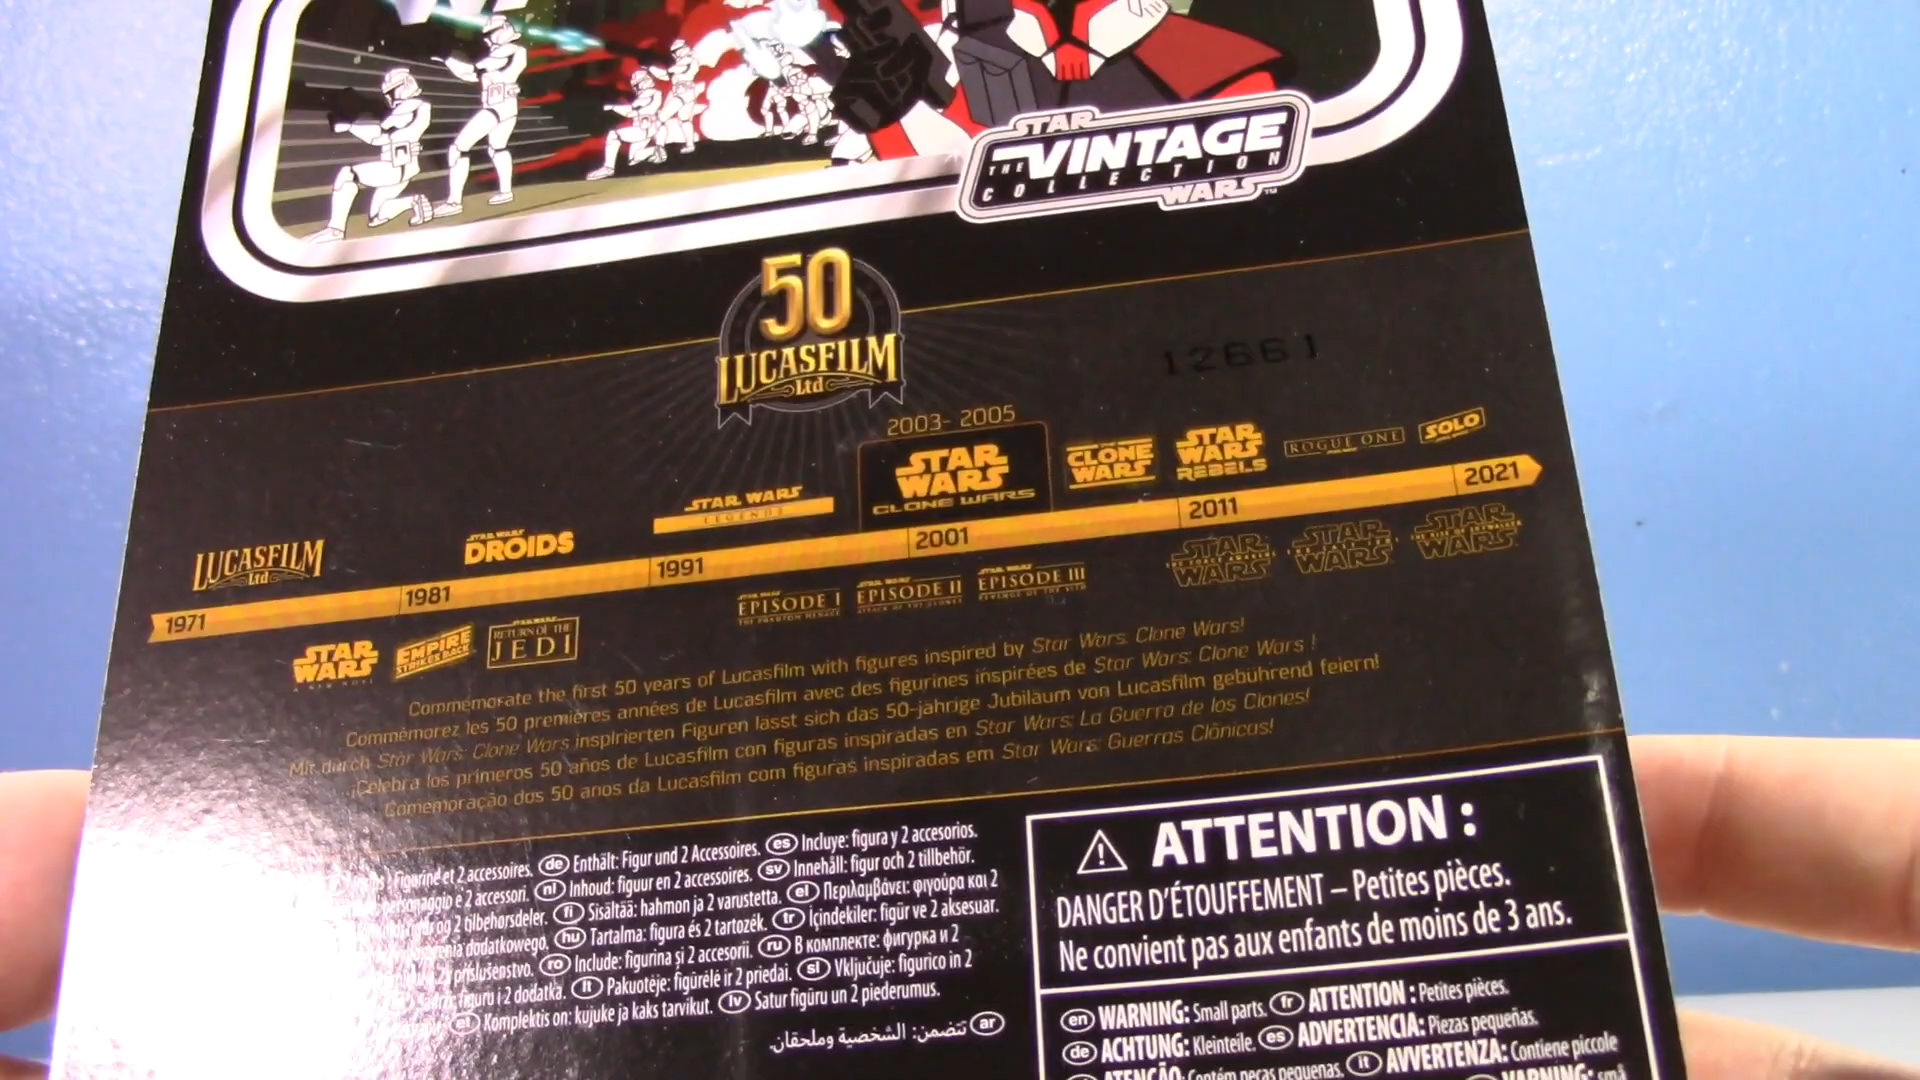 STAR
THE VINTAGE
COLLECTION
WARS™
50
LUCASFILM
Ltd
12661
2003- 2005
STAR WARS CLONE WARS
THE CLONE WARS
STAR WARS REBELS
ROGUE ONE
SOLO
STAR WARS LEGENDS
STAR WARS DROIDS
LUCASFILM Ltd
1971
1981
1991
2001
2011
2021
STAR WARS
EMPIRE STRIKES BACK
RETURN OF THE JEDI
STAR WARS EPISODE I THE PHANTOM MENACE
STAR WARS EPISODE II ATTACK OF THE CLONES
STAR WARS EPISODE III REVENGE OF THE SITH
STAR WARS THE FORCE AWAKENS
STAR WARS
STAR WARS THE RISE OF SKYWALKER
Commemorate the first 50 years of Lucasfilm with figures inspired by Star Wars: Clone Wars!
Commémorez les 50 premières années de Lucasfilm avec des figurines inspirées de Star Wars: Clone Wars !
Mit durch Star Wars: Clone Wars inspirierten Figuren lässt sich das 50-jährige Jubiläum von Lucasfilm gebührend feiern!
¡Celebra los primeros 50 años de Lucasfilm con figuras inspiradas en Star Wars: La Guerra de los Clones!
Comemoração dos 50 anos da Lucasfilm com figuras inspiradas em Star Wars: Guerras Clônicas!
Figurine et 2 accessoires. de Enthält: Figur und 2 Accessoires. es Incluye: figura y 2 accesorios.
personaggio e 2 accessori. nl Inhoud: figuur en 2 accessoires. sv Innehåll: figur och 2 tillbehör.
og 2 tilbehørsdeler. fi Sisältää: hahmon ja 2 varustetta. el Περιλαμβάνει: φιγούρα και 2
dodatkowego. hu Tartalma: figura és 2 tartozék. tr İçindekiler: figür ve 2 aksesuar.
2 příslušenstvo. ro Include: figurina și 2 accesorii. ru В комплекте: фигурка и 2
figuru i 2 dodatka. lt Pakuotėje: figūrėlė ir 2 priedai. sl Vključuje: figurico in 2
et Komplektis on: kujuke ja kaks tarvikut. lv Satur figūru un 2 piederumus.
ar تتضمن: الشخصية وملحقان.
ATTENTION :
DANGER D'ÉTOUFFEMENT – Petites pièces.
Ne convient pas aux enfants de moins de 3 ans.
en WARNING: Small parts. fr ATTENTION : Petites pièces.
de ACHTUNG: Kleinteile. es ADVERTENCIA: Piezas pequeñas.
ATENÇÃO: Contém peças pequenas. it AVVERTENZA: Contiene piccole
VARNING: små